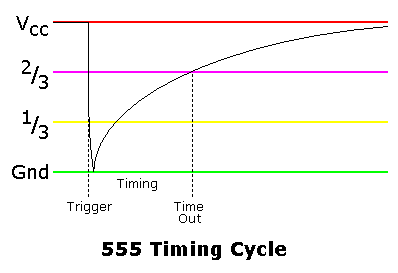 Vcc
2/3
1/3
Gnd
Timing
Trigger
Time
Out
555 Timing Cycle